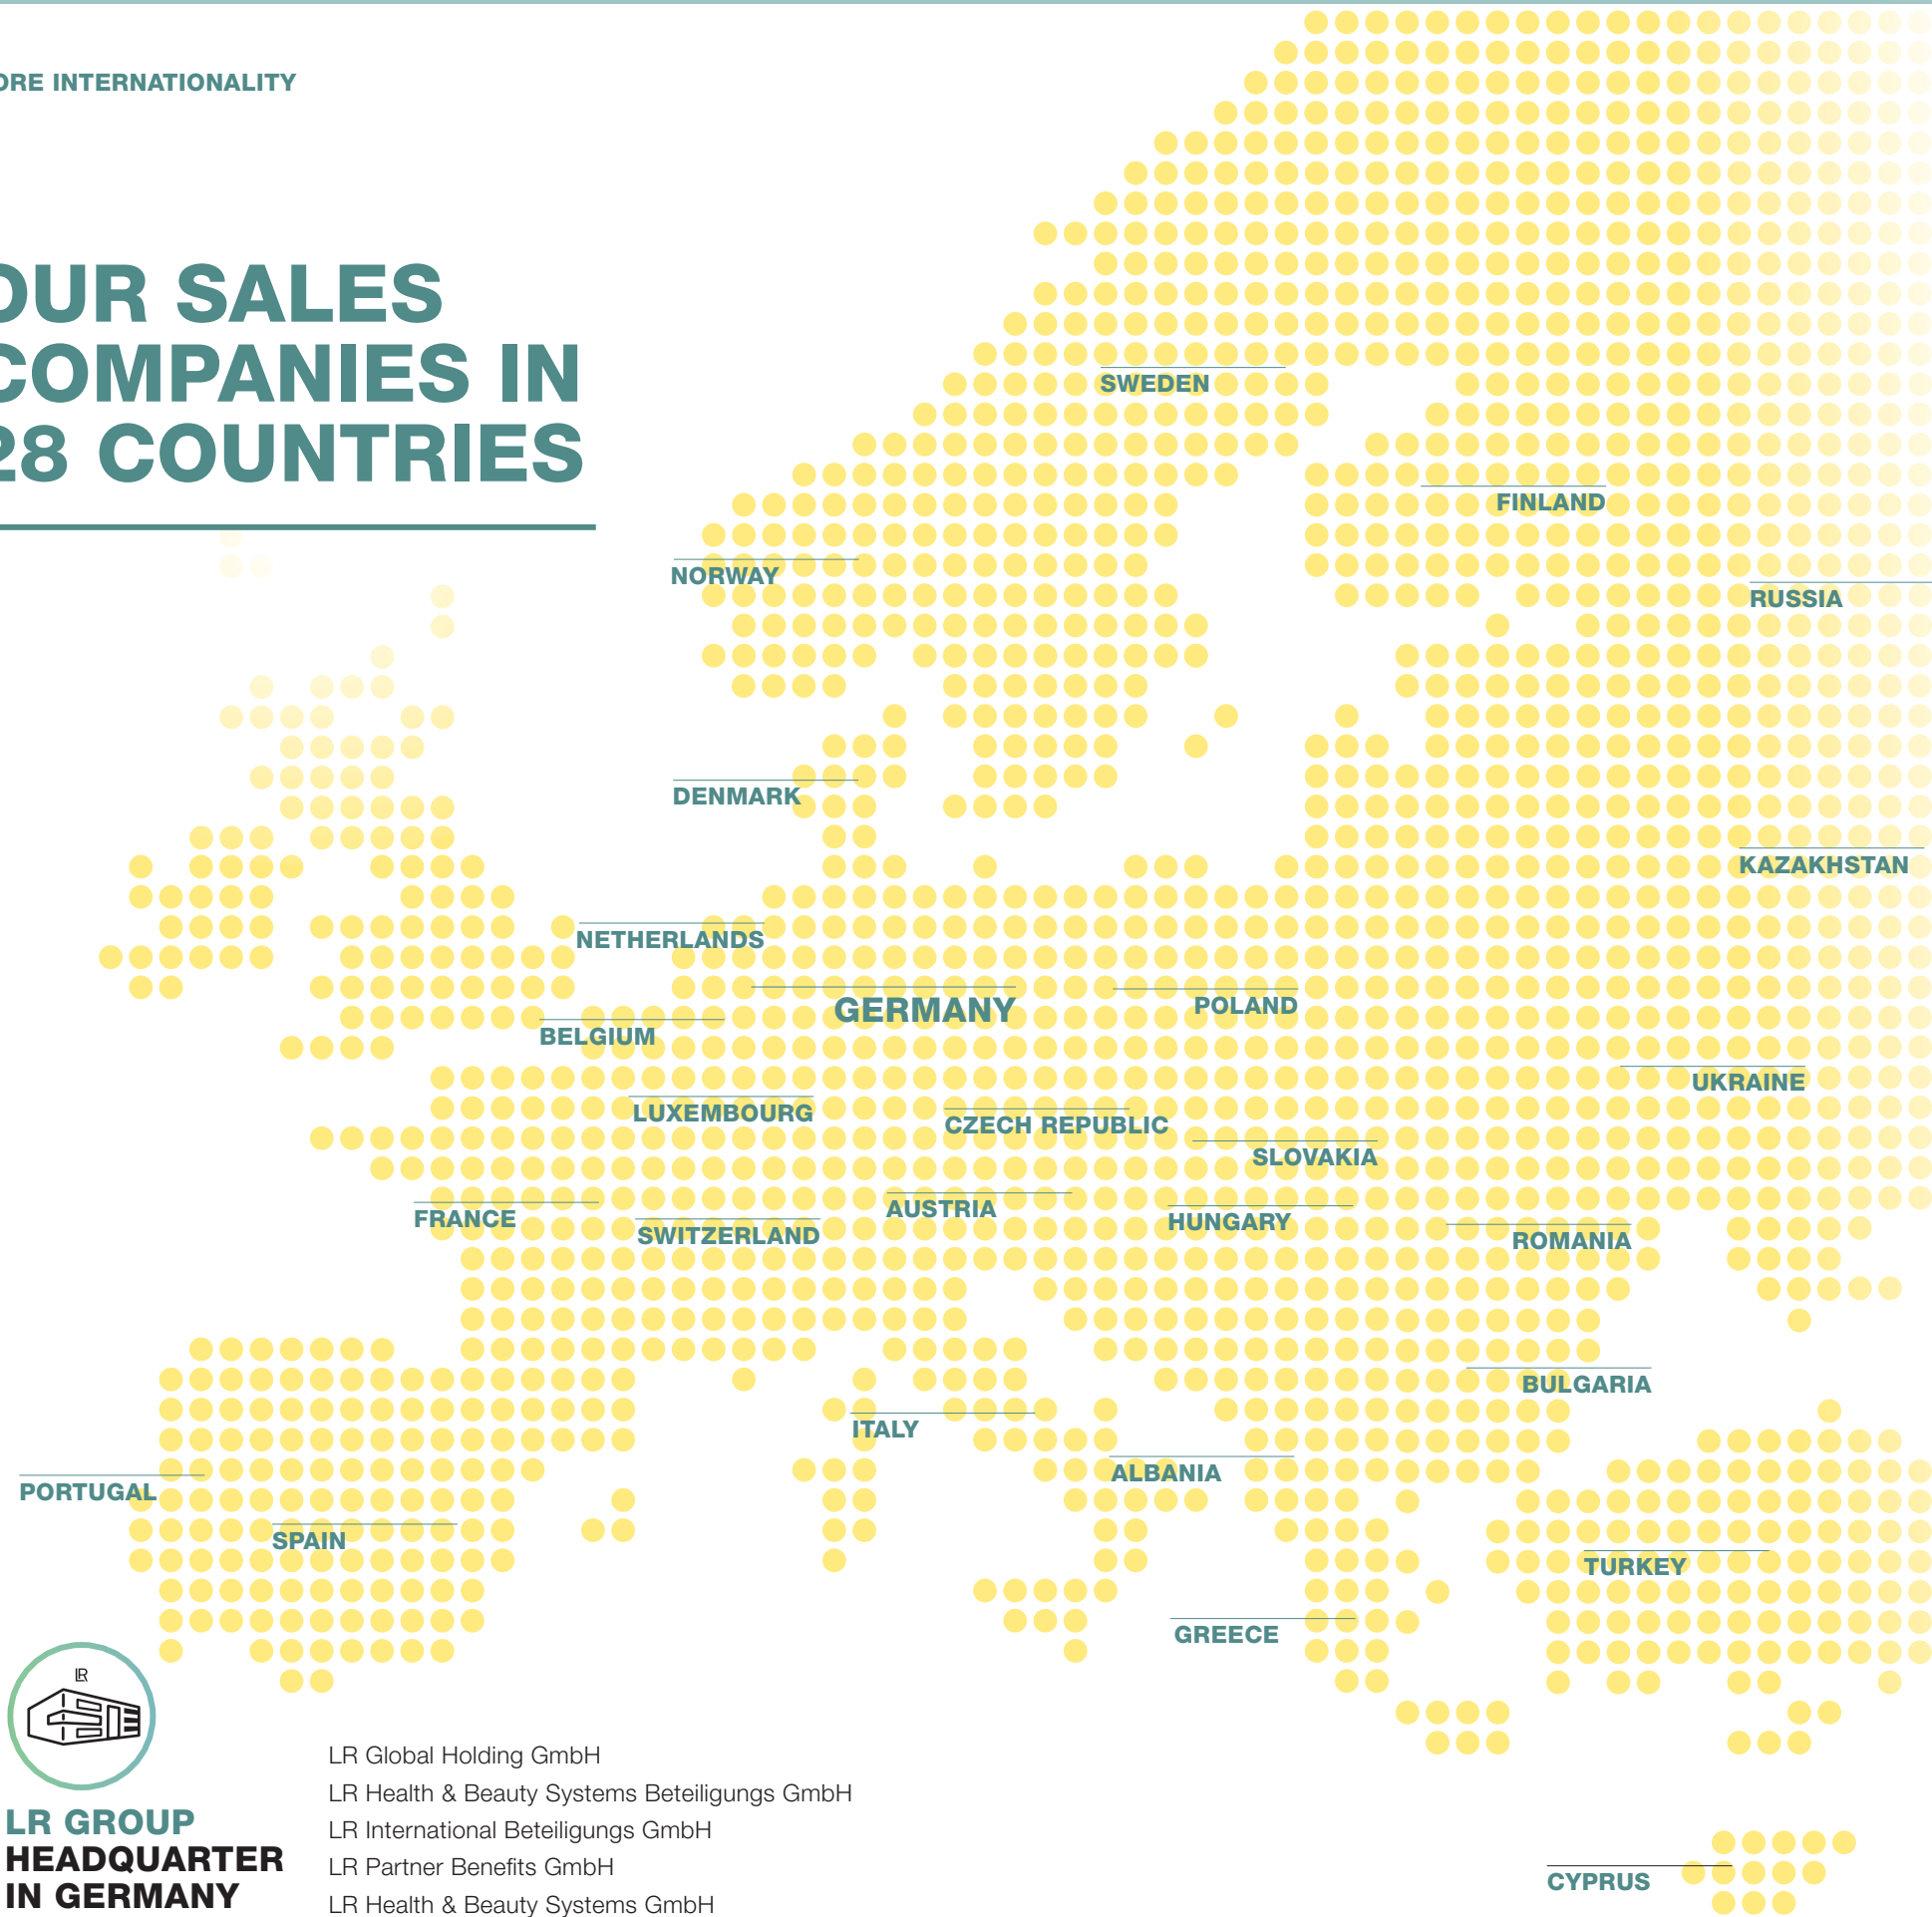 ORE INTERNATIONALITY
OUR SALES
COMPANIES IN
28 COUNTRIES
SWEDEN
FINLAND
NORWAY
RUSSIA
DENMARK
KAZAKHSTAN
NETHERLANDS
GERMANY
POLAND
BELGIUM
UKRAINE
LUXEMBOURG
CZECH REPUBLIC
SLOVAKIA
AUSTRIA
FRANCE
HUNGARY
SWITZERLAND
ROMANIA
BULGARIA
ITALY
ALBANIA
PORTUGAL
SPAIN
TURKEY
GREECE
LR
LR GROUP
HEADQUARTER
IN GERMANY
LR Global Holding GmbH
LR Health & Beauty Systems Beteiligungs GmbH
LR International Beteiligungs GmbH
LR Partner Benefits GmbH
LR Health & Beauty Systems GmbH
CYPRUS